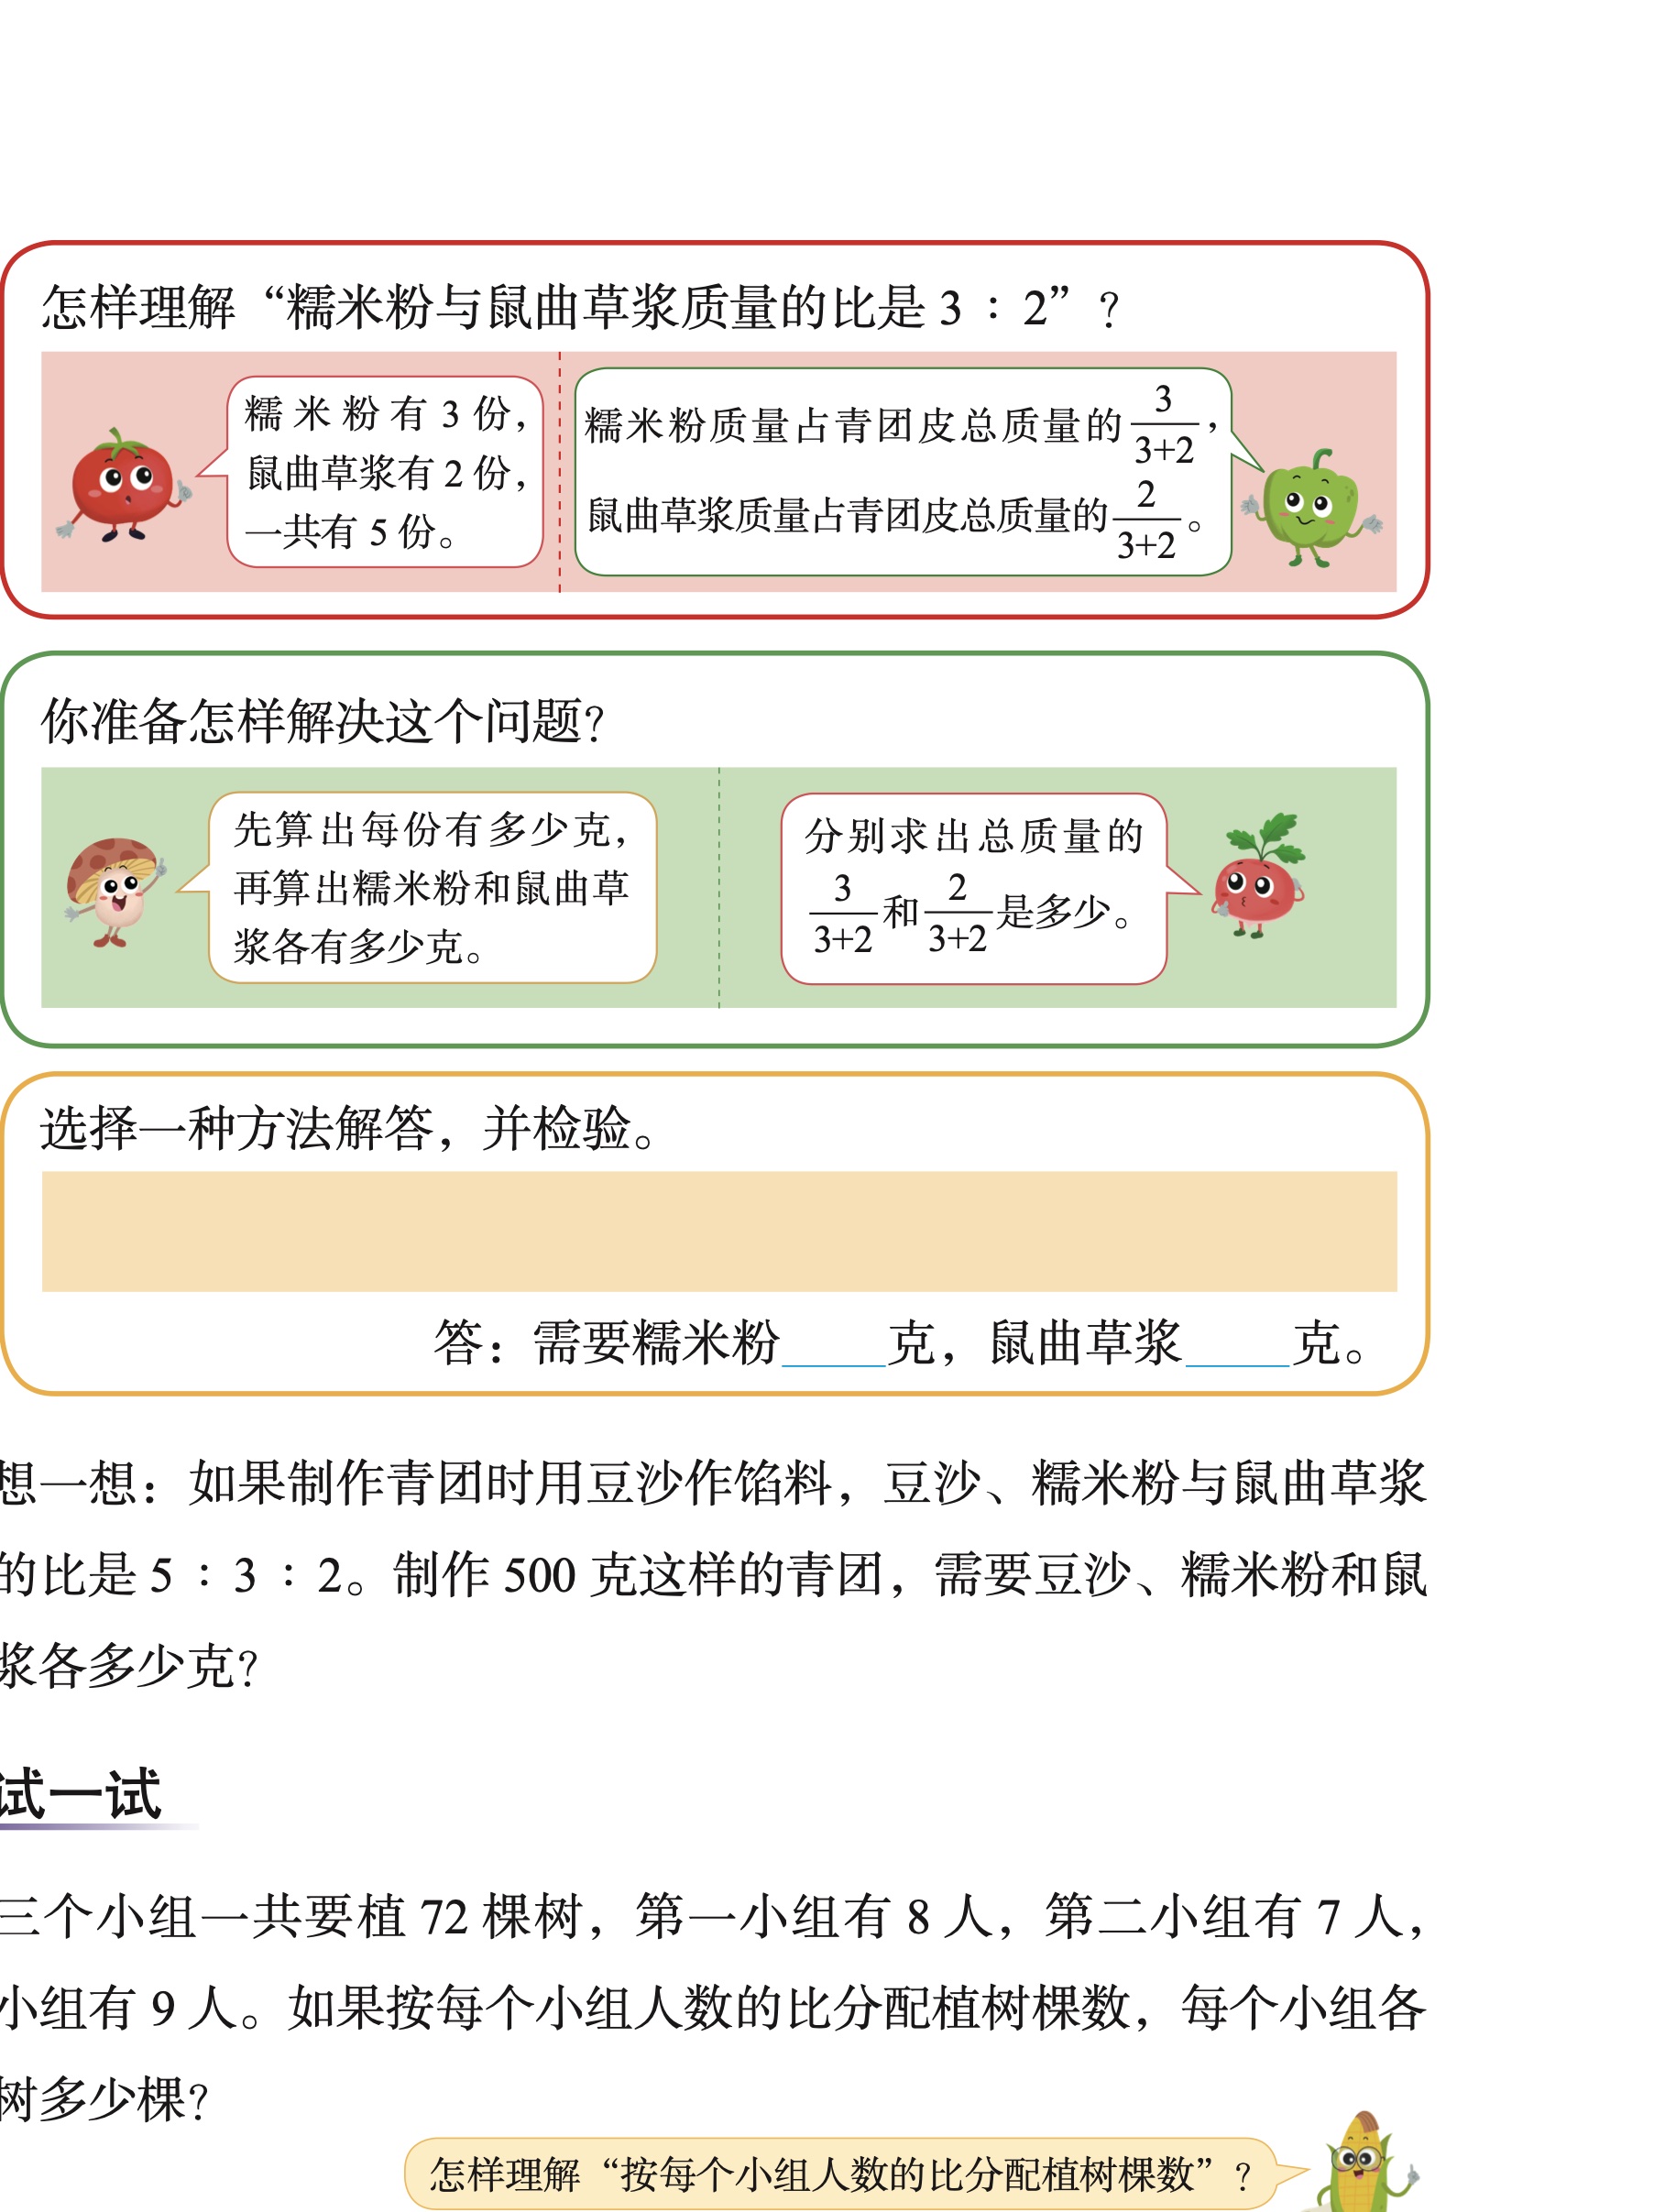 怎样理解“糯米粉与鼠曲草浆质量的比是 3 : 2”?
糯米粉有 3 份,
鼠曲草浆有 2 份,
一共有 5 份。
糯米粉质量占青团皮总质量的 3/(3+2),
鼠曲草浆质量占青团皮总质量的 2/(3+2)。
你准备怎样解决这个问题?
先算出每份有多少克,
再算出糯米粉和鼠曲草
浆各有多少克。
分别求出总质量的
3/(3+2) 和 2/(3+2) 是多少。
选择一种方法解答,并检验。
答:需要糯米粉____克,鼠曲草浆____克。
想一想:如果制作青团时用豆沙作馅料,豆沙、糯米粉与鼠曲草浆
的比是 5 : 3 : 2。制作 500 克这样的青团,需要豆沙、糯米粉和鼠
浆各多少克?
试一试
三个小组一共要植 72 棵树,第一小组有 8 人,第二小组有 7 人,
小组有 9 人。如果按每个小组人数的比分配植树棵数,每个小组各
树多少棵?
怎样理解“按每个小组人数的比分配植树棵数”?